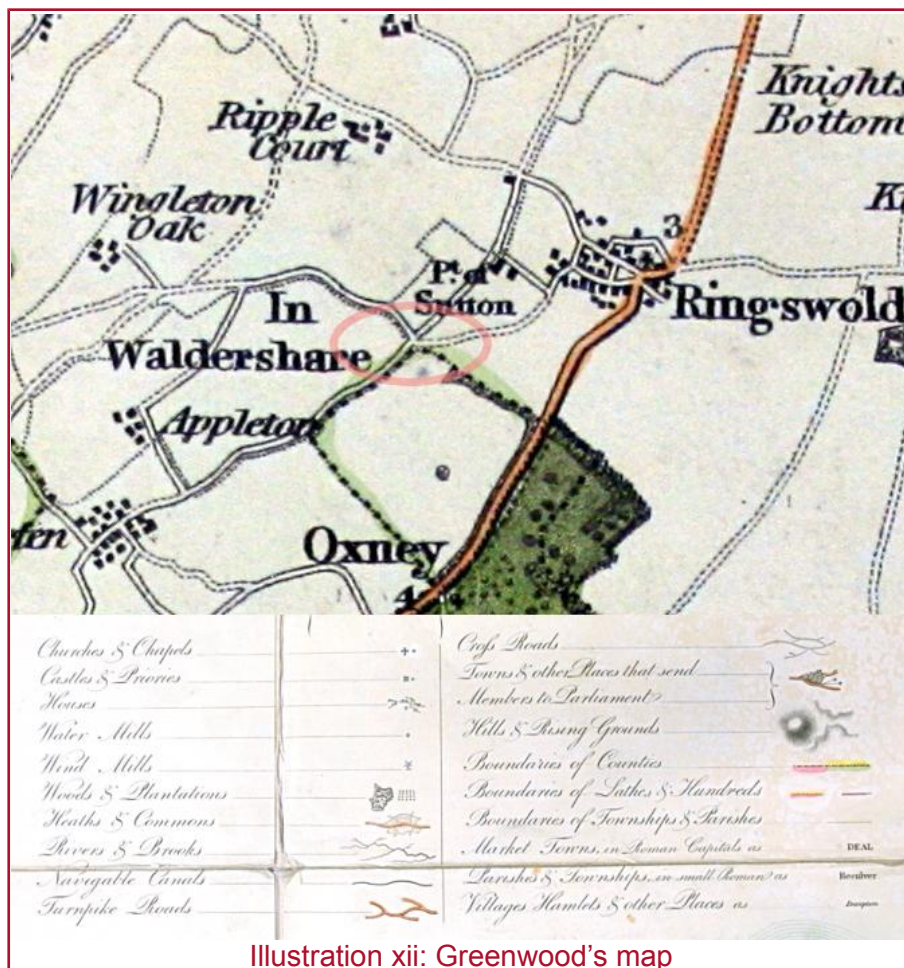 Knights
Bottom
Ripple
Court
K
Wingleton
Oak
3
Pt. of
Sutton
In
Waldershare
Ringswold
Appleton
ten
Oxney
4
Churches & Chapels
Castles & Priories
Houses
Water Mills
Wind Mills
Woods & Plantations
Heaths & Commons
Rivers & Brooks
Navigable Canals
Turnpike Roads
Cross Roads
Towns & other Places that send
Members to Parliament
Hills & Rising Grounds
Boundaries of Counties
Boundaries of Lathes & Hundreds
Boundaries of Townships & Parishes
Market Towns, in Roman Capitals as DEAL
Parishes & Townships, in small Roman as Reculver
Villages Hamlets & other Places as
Illustration xii: Greenwood's map